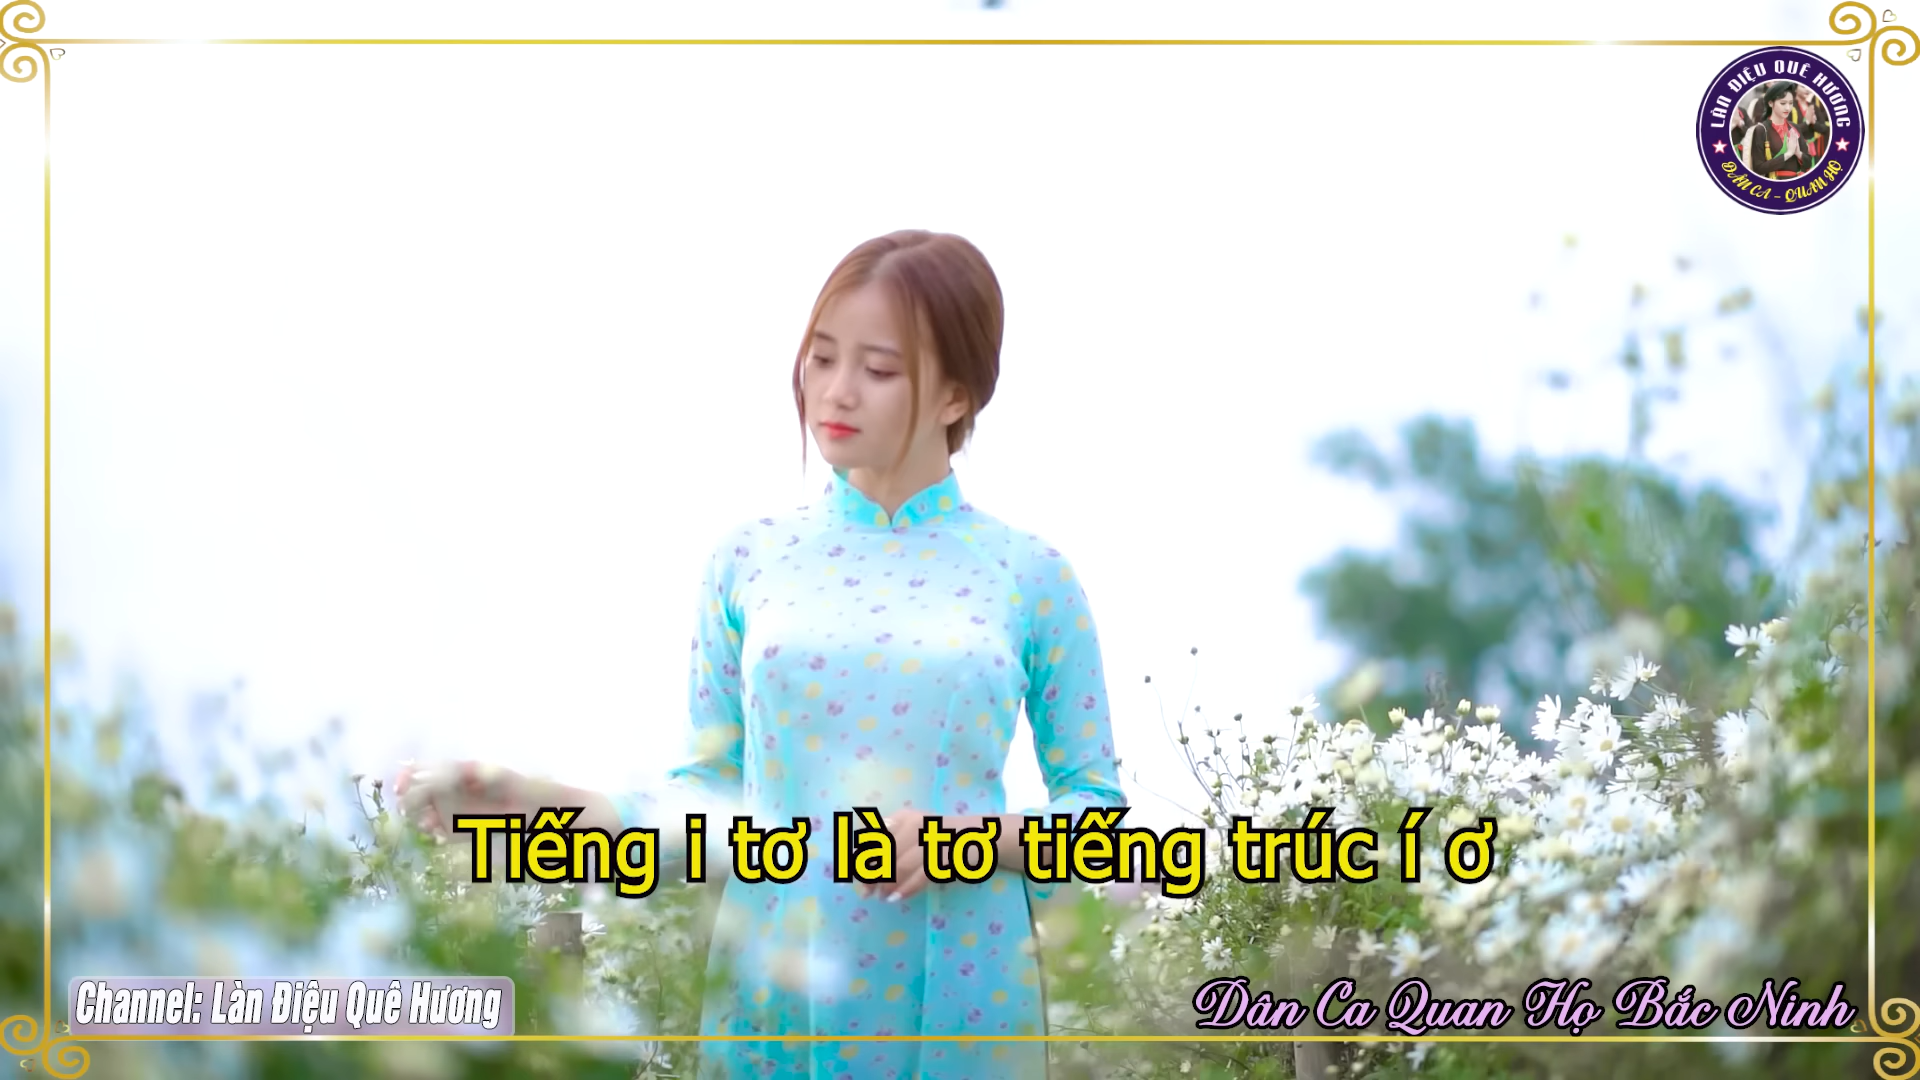 LÀN ĐIỆU QUÊ HƯƠNG
DÂN CA - QUAN HỌ
Tiếng i tơ là tơ tiếng trúc í ơ
Channel: Làn Điệu Quê Hương
Dân Ca Quan Họ Bắc Ninh